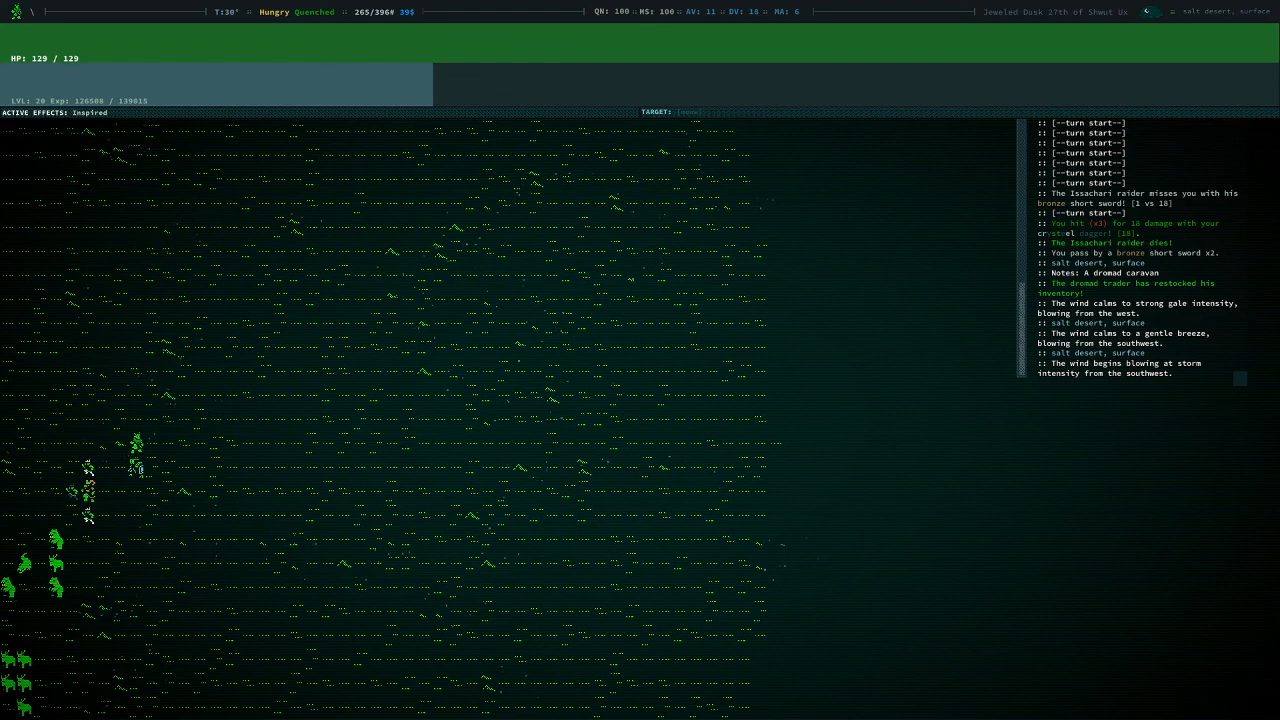 \ T:30° :: Hungry Quenched :: 265/396# 39$ QN: 100 :: MS: 100 :: AV: 11 :: DV: 18 :: MA: 6 Jeweled Dusk 27th of Shwut Ux :: salt desert, surface
HP: 129 / 129
LVL: 20 Exp: 126508 / 139015
ACTIVE EFFECTS: Inspired TARGET: [none]
:: [--turn start--]
:: [--turn start--]
:: [--turn start--]
:: [--turn start--]
:: [--turn start--]
:: [--turn start--]
:: [--turn start--]
:: The Issachari raider misses you with his
bronze short sword! [1 vs 18]
:: [--turn start--]
:: You hit (x3) for 18 damage with your
crysteel dagger! [18].
:: The Issachari raider dies!
:: You pass by a bronze short sword x2.
:: salt desert, surface
:: Notes: A dromad caravan
:: The dromad trader has restocked his
inventory!
:: The wind calms to strong gale intensity,
blowing from the west.
:: salt desert, surface
:: The wind calms to a gentle breeze,
blowing from the southwest.
:: salt desert, surface
:: The wind begins blowing at storm
intensity from the southwest.